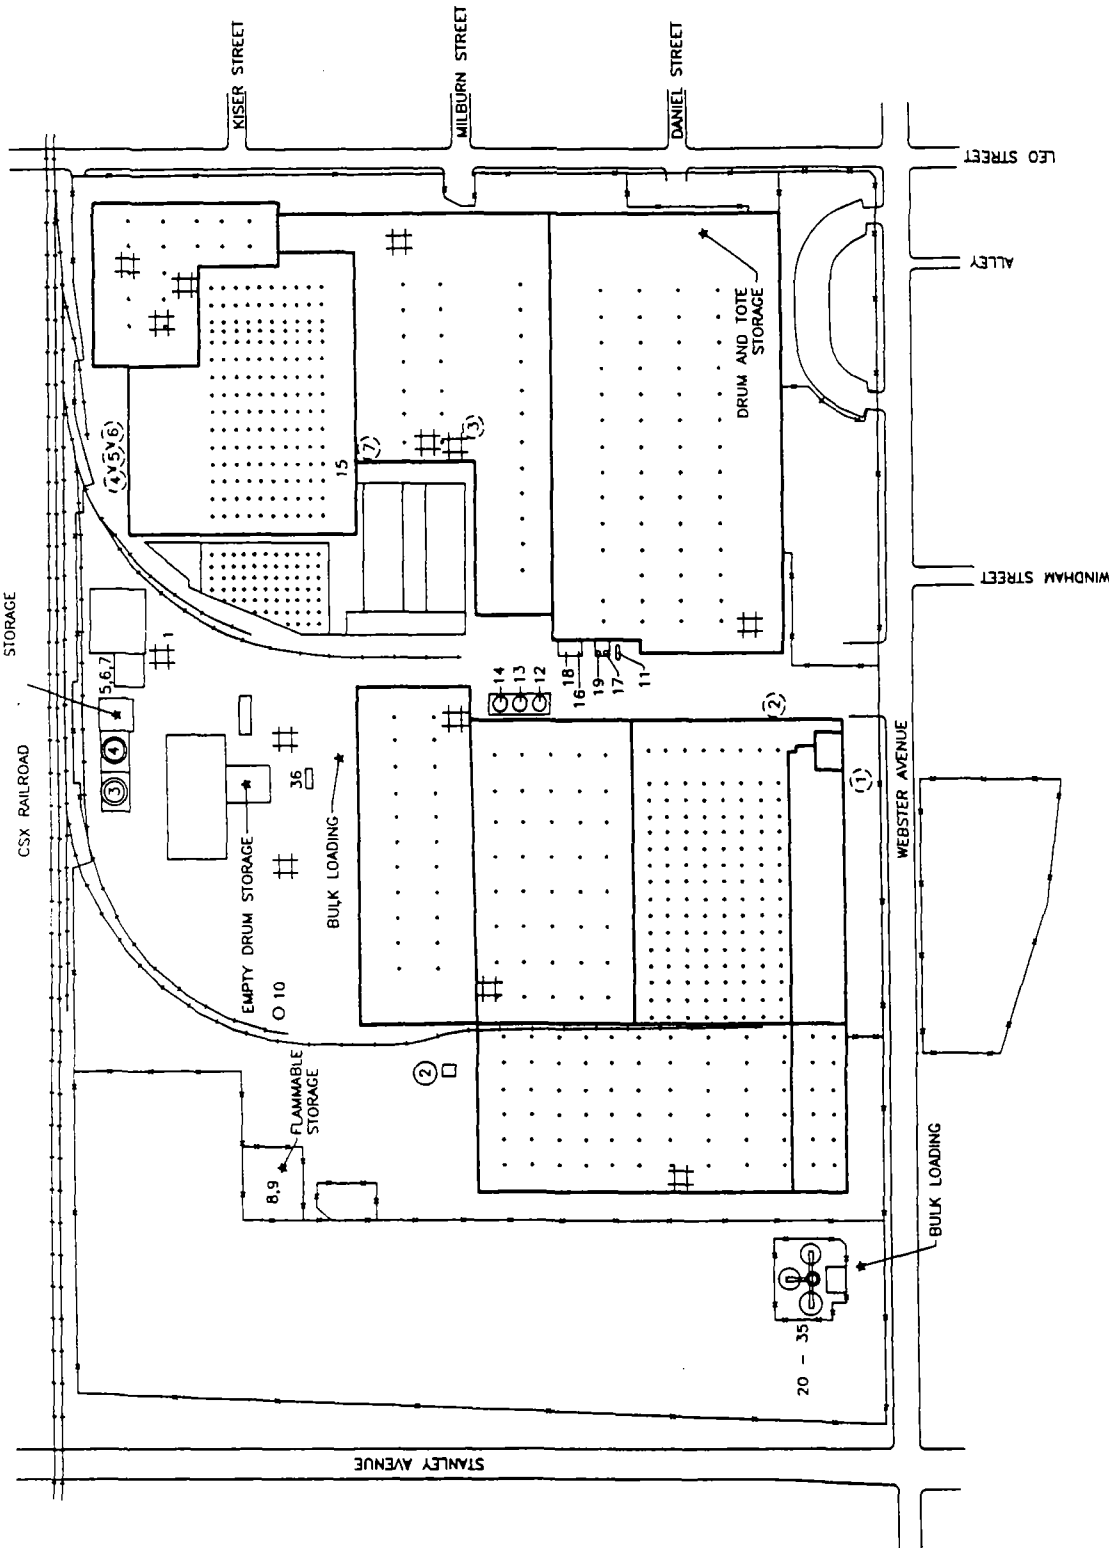 KISER STREET
MILBURN STREET
DANIEL STREET
LEO STREET
ALLEY
WINDHAM STREET
WEBSTER AVENUE
STANLEY AVENUE
CSX RAILROAD
STORAGE
4
5
6
15
7
3
DRUM AND TOTE
STORAGE
5,6,7
1
4
3
EMPTY DRUM STORAGE
36
BULK LOADING
10
14
13
12
18
16
19
17
11
2
1
2
FLAMMABLE
STORAGE
8,9
20 - 35
BULK LOADING